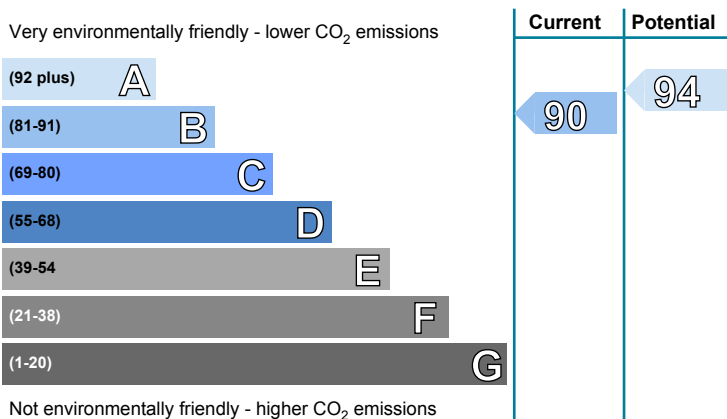 Current Potential
Very environmentally friendly - lower CO₂ emissions
(92 plus) A
94
(81-91) B
90
(69-80) C
(55-68) D
(39-54 E
(21-38) F
(1-20) G
Not environmentally friendly - higher CO₂ emissions